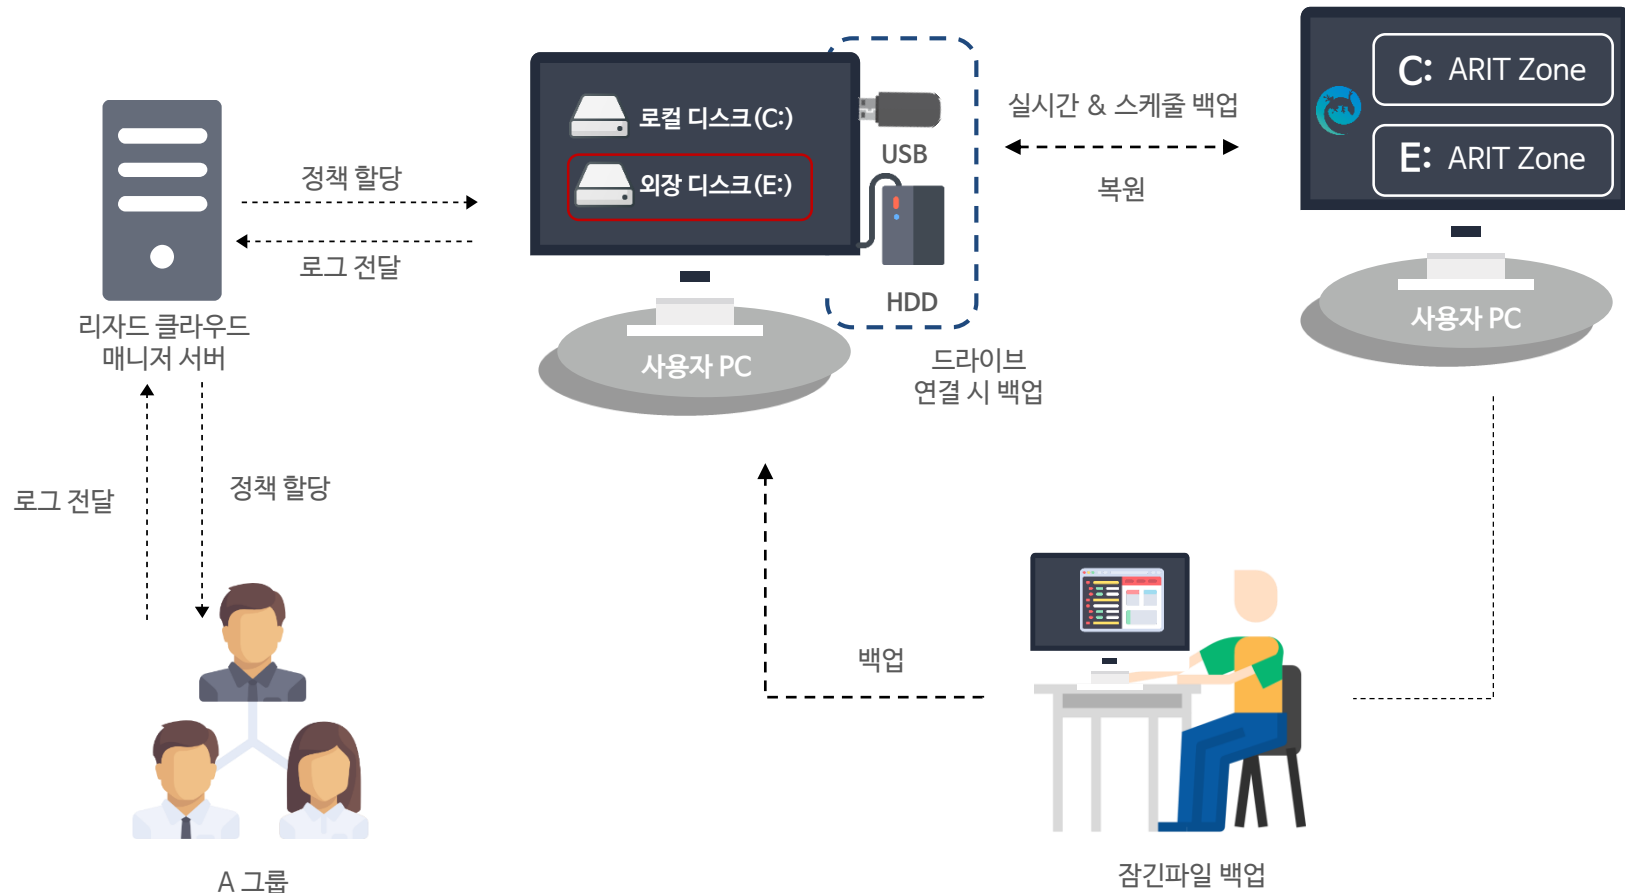 C: ARIT Zone
E: ARIT Zone
사용자 PC
로컬 디스크(C:)
외장 디스크(E:)
USB
HDD
사용자 PC
드라이브
연결 시 백업
실시간 & 스케줄 백업
복원
정책 할당
로그 전달
리자드 클라우드
매니저 서버
로그 전달
정책 할당
A 그룹
백업
잠긴파일 백업